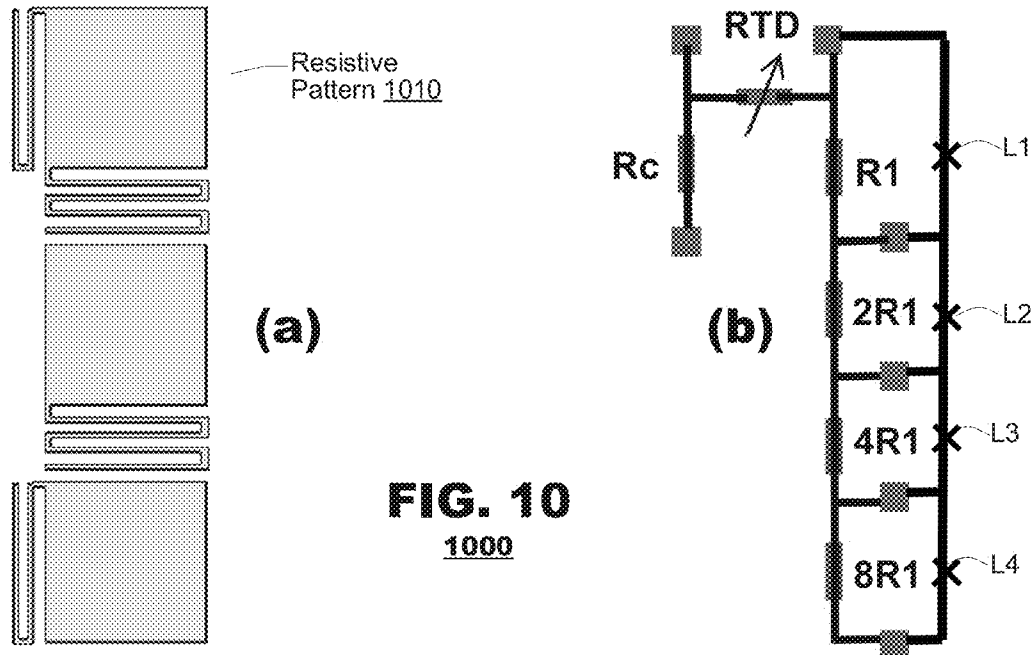 Resistive
Pattern 1010
(a)
RTD
Rc
R1
L1
2R1
L2
(b)
4R1
L3
8R1
L4
FIG. 10
1000